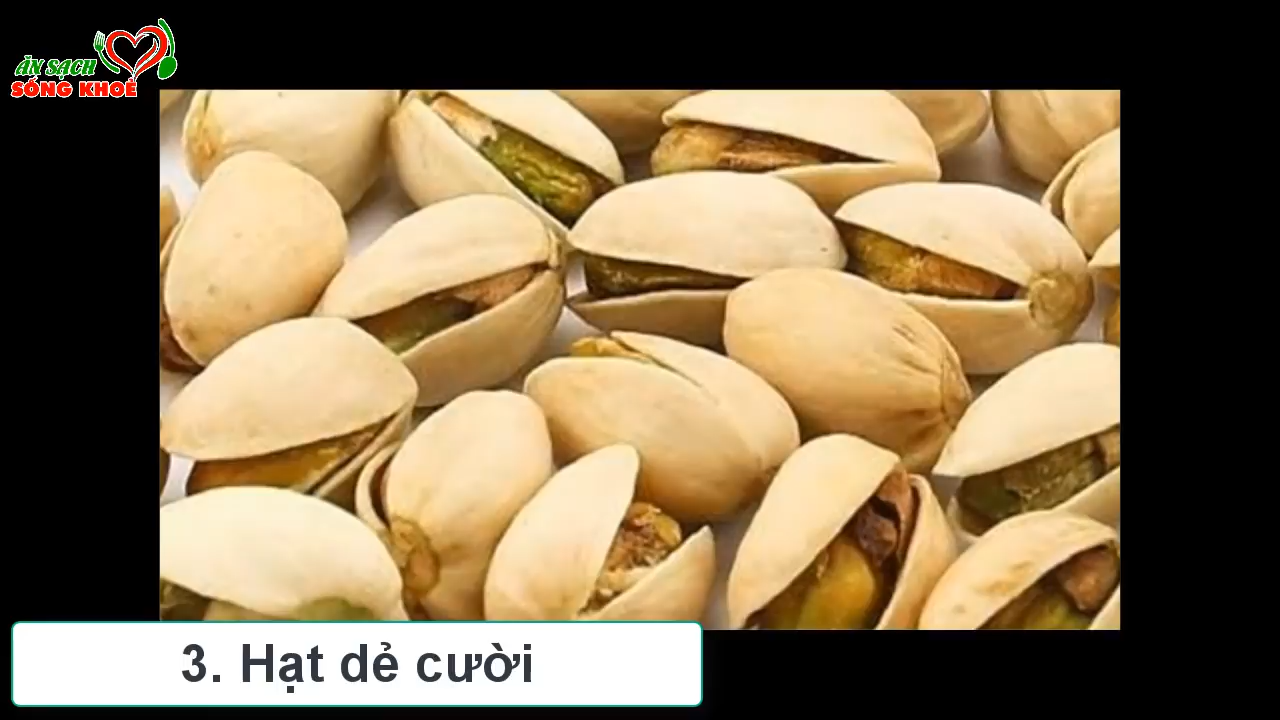 ĂN SẠCH
SỐNG KHOẺ
3. Hạt dẻ cười